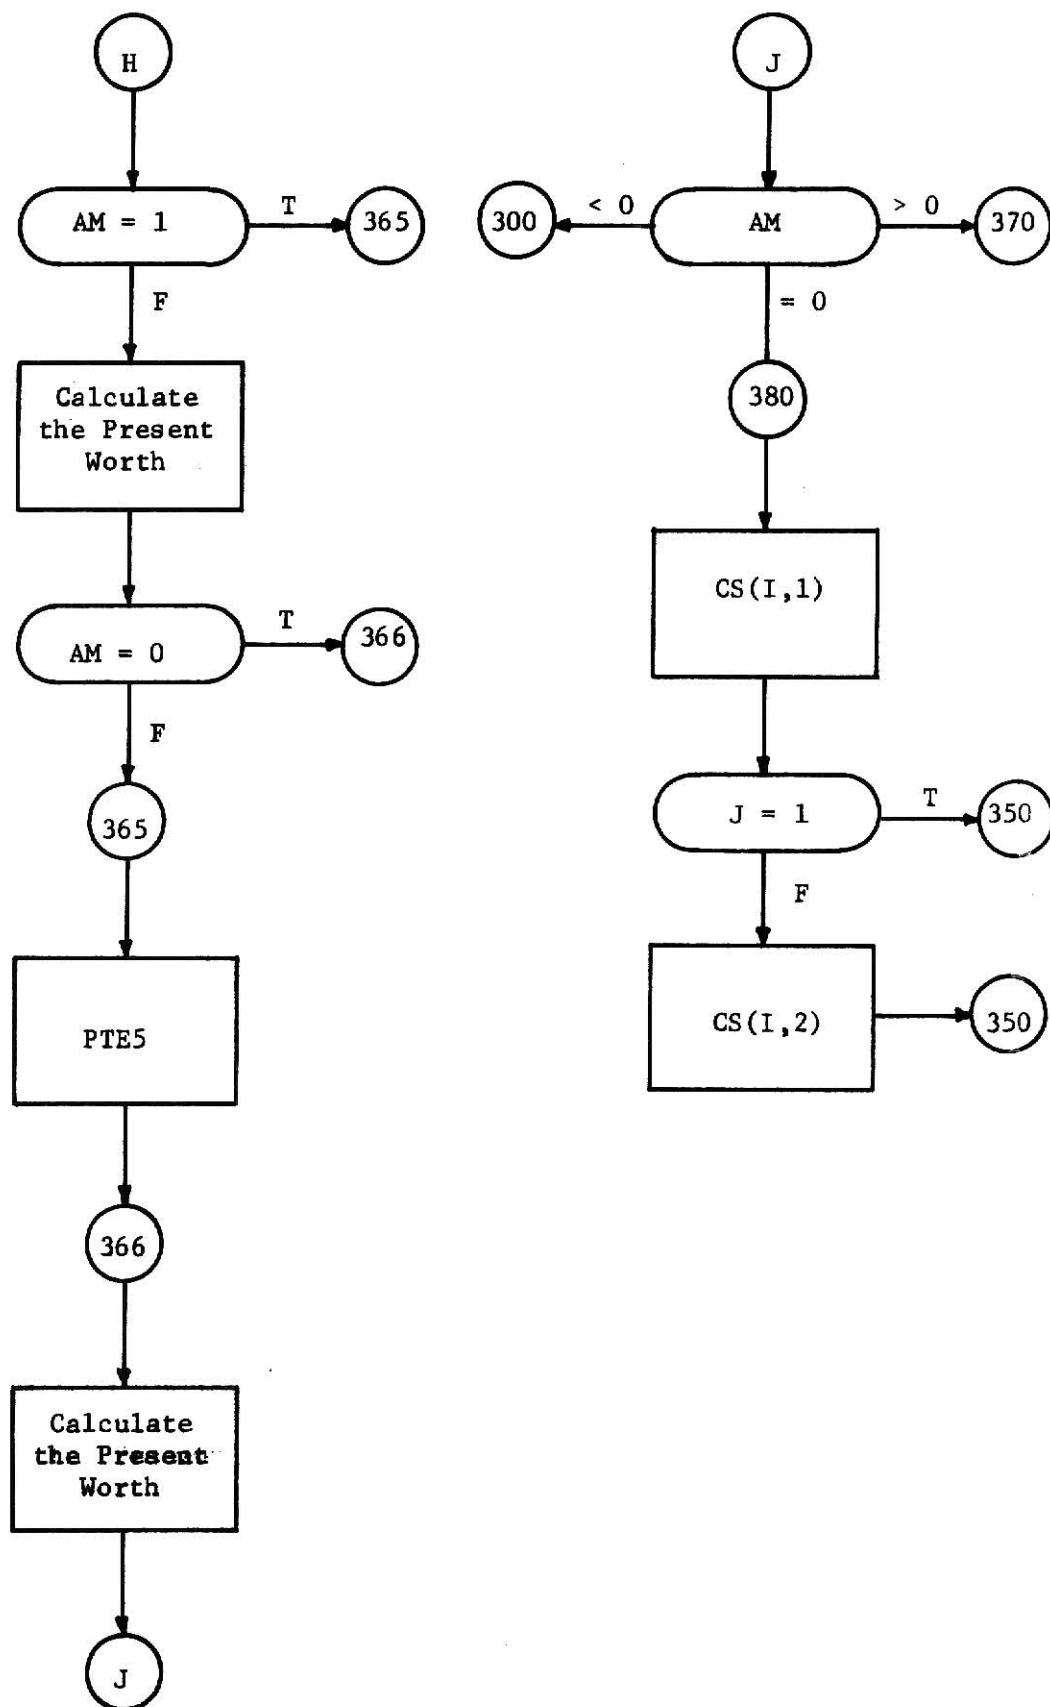 H
AM = 1
T
365
F
Calculate
the Present
Worth
AM = 0
T
366
F
365
PTE5
366
Calculate
the Present
Worth
J
J
300
< 0
AM
> 0
370
= 0
380
CS(I,1)
J = 1
T
350
F
CS(I,2)
350